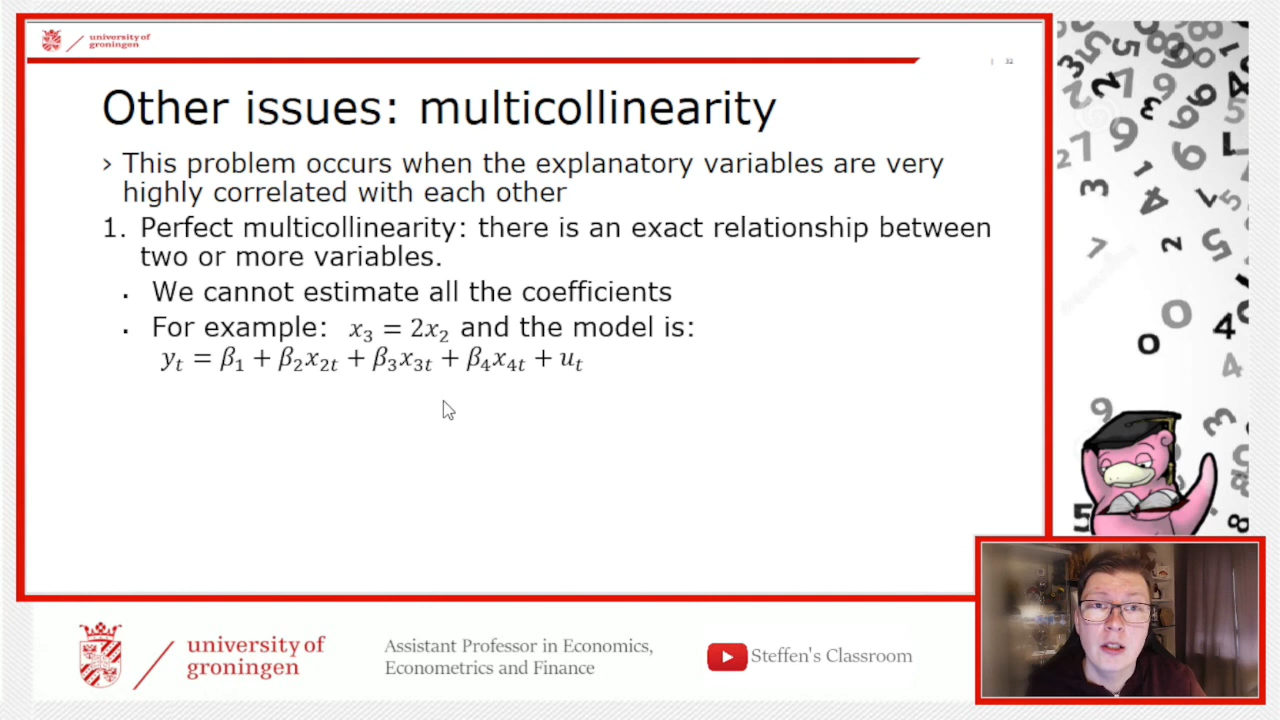 university of
groningen
| 32
Other issues: multicollinearity
› This problem occurs when the explanatory variables are very
highly correlated with each other
1. Perfect multicollinearity: there is an exact relationship between
two or more variables.
▪ We cannot estimate all the coefficients
▪ For example: x₃ = 2x₂ and the model is:
yₜ = β₁ + β₂x₂ₜ + β₃x₃ₜ + β₄x₄ₜ + uₜ
university of
groningen
Assistant Professor in Economics,
Econometrics and Finance
Steffen's Classroom